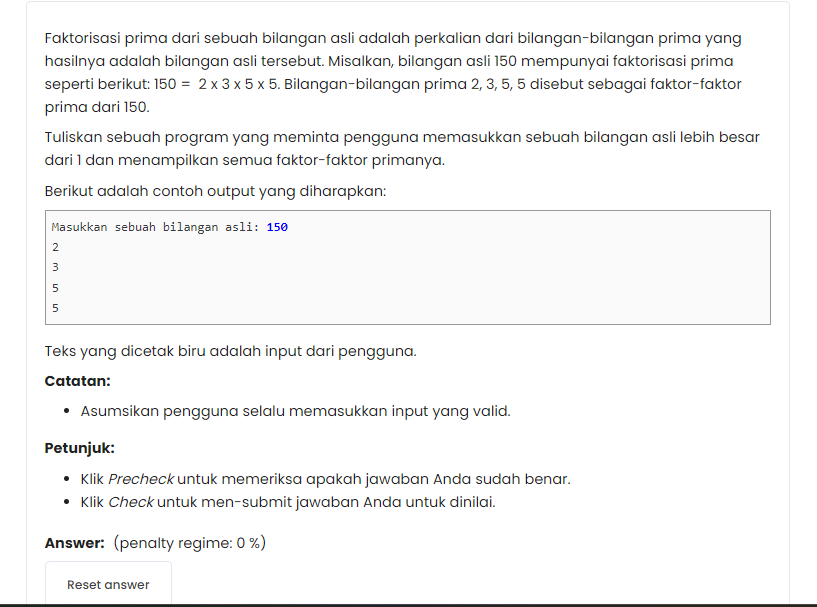 Faktorisasi prima dari sebuah bilangan asli adalah perkalian dari bilangan-bilangan prima yang
hasilnya adalah bilangan asli tersebut. Misalkan, bilangan asli 150 mempunyai faktorisasi prima
seperti berikut: 150 = 2 x 3 x 5 x 5. Bilangan-bilangan prima 2, 3, 5, 5 disebut sebagai faktor-faktor
prima dari 150.
Tuliskan sebuah program yang meminta pengguna memasukkan sebuah bilangan asli lebih besar
dari 1 dan menampilkan semua faktor-faktor primanya.
Berikut adalah contoh output yang diharapkan:
Masukkan sebuah bilangan asli: 150
2
3
5
5
Teks yang dicetak biru adalah input dari pengguna.
Catatan:
• Asumsikan pengguna selalu memasukkan input yang valid.
Petunjuk:
• Klik Precheck untuk memeriksa apakah jawaban Anda sudah benar.
• Klik Check untuk men-submit jawaban Anda untuk dinilai.
Answer: (penalty regime: 0 %)
Reset answer